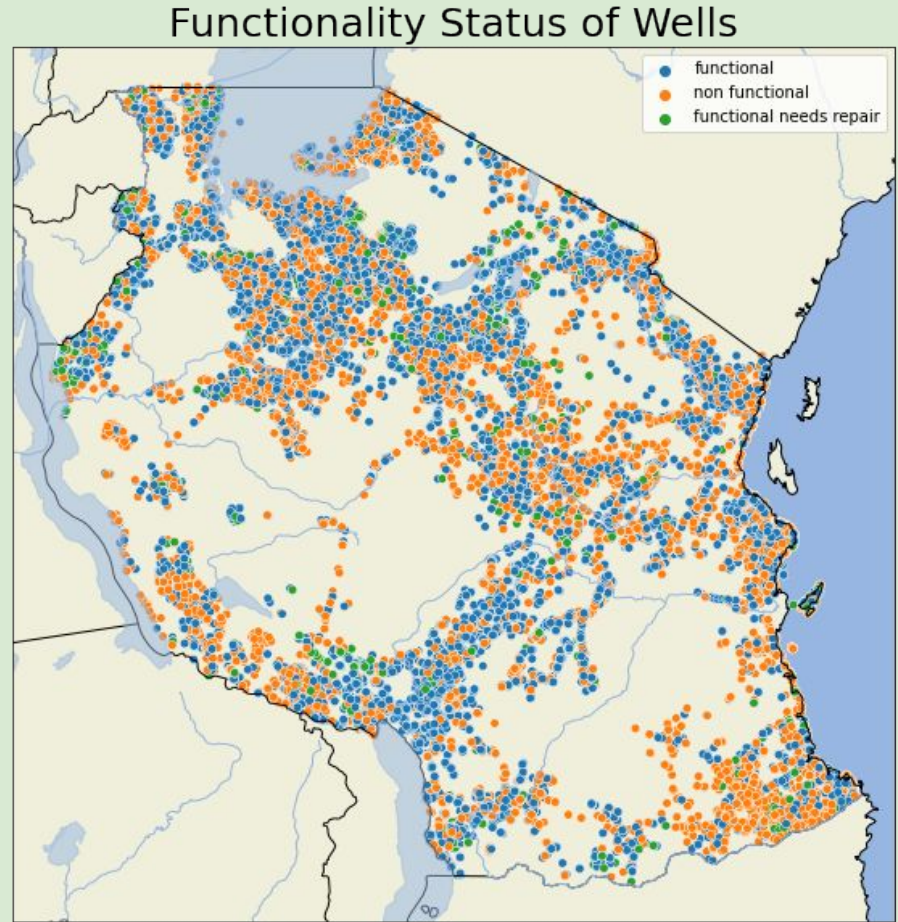 Functionality Status of Wells
functional
non functional
functional needs repair